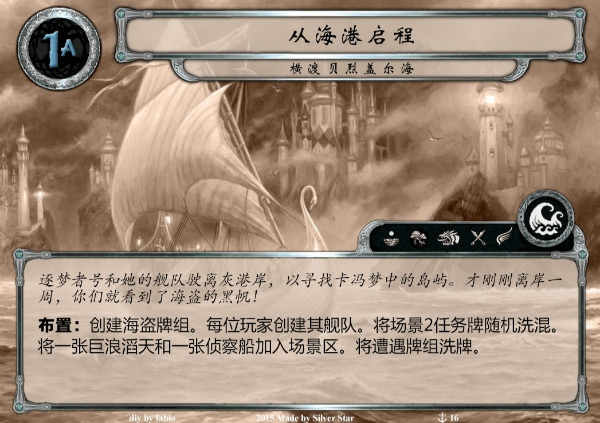 1A
从海港启程
横渡贝烈盖尔海
逐梦者号和她的舰队驶离灰港岸，以寻找卡冯梦中的岛屿。才刚刚离岸一
周，你们就看到了海盗的黑帆！
布置：创建海盗牌组。每位玩家创建其舰队。将场景2任务牌随机洗混。
将一张巨浪滔天和一张侦察船加入场景区。将遭遇牌组洗牌。
diy by fabio
2015 Made by Silver Star
16